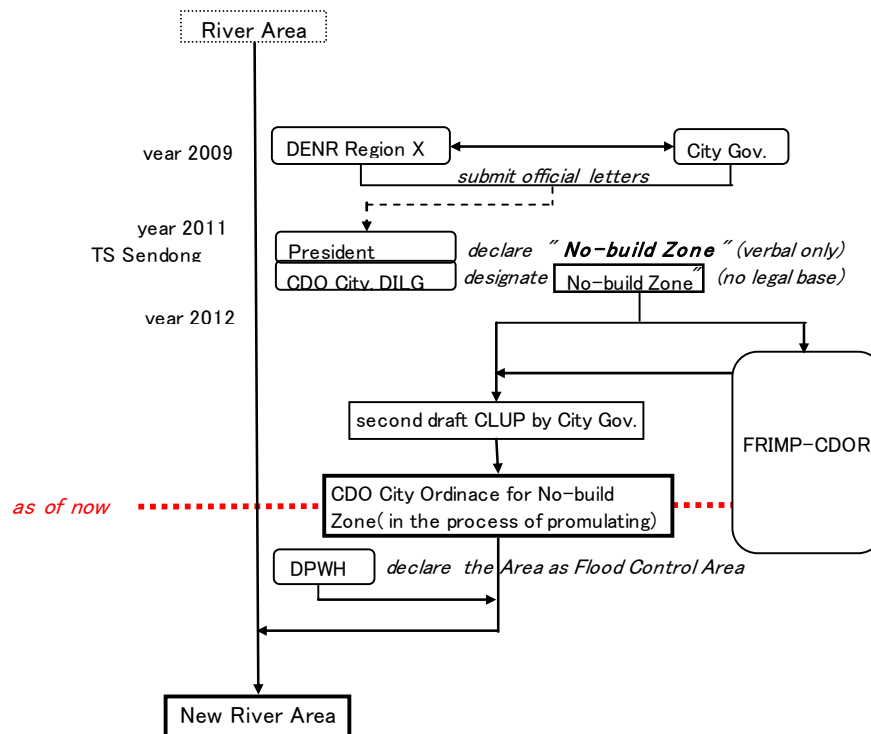 River Area
year 2009
DENR Region X
City Gov.
submit official letters
year 2011
TS Sendong
President
declare " No-build Zone " (verbal only)
CDO City, DILG
designate
No-build Zone"
(no legal base)
year 2012
second draft CLUP by City Gov.
FRIMP-CDOR
as of now
CDO City Ordinace for No-build
Zone( in the process of promulating)
DPWH
declare the Area as Flood Control Area
New River Area